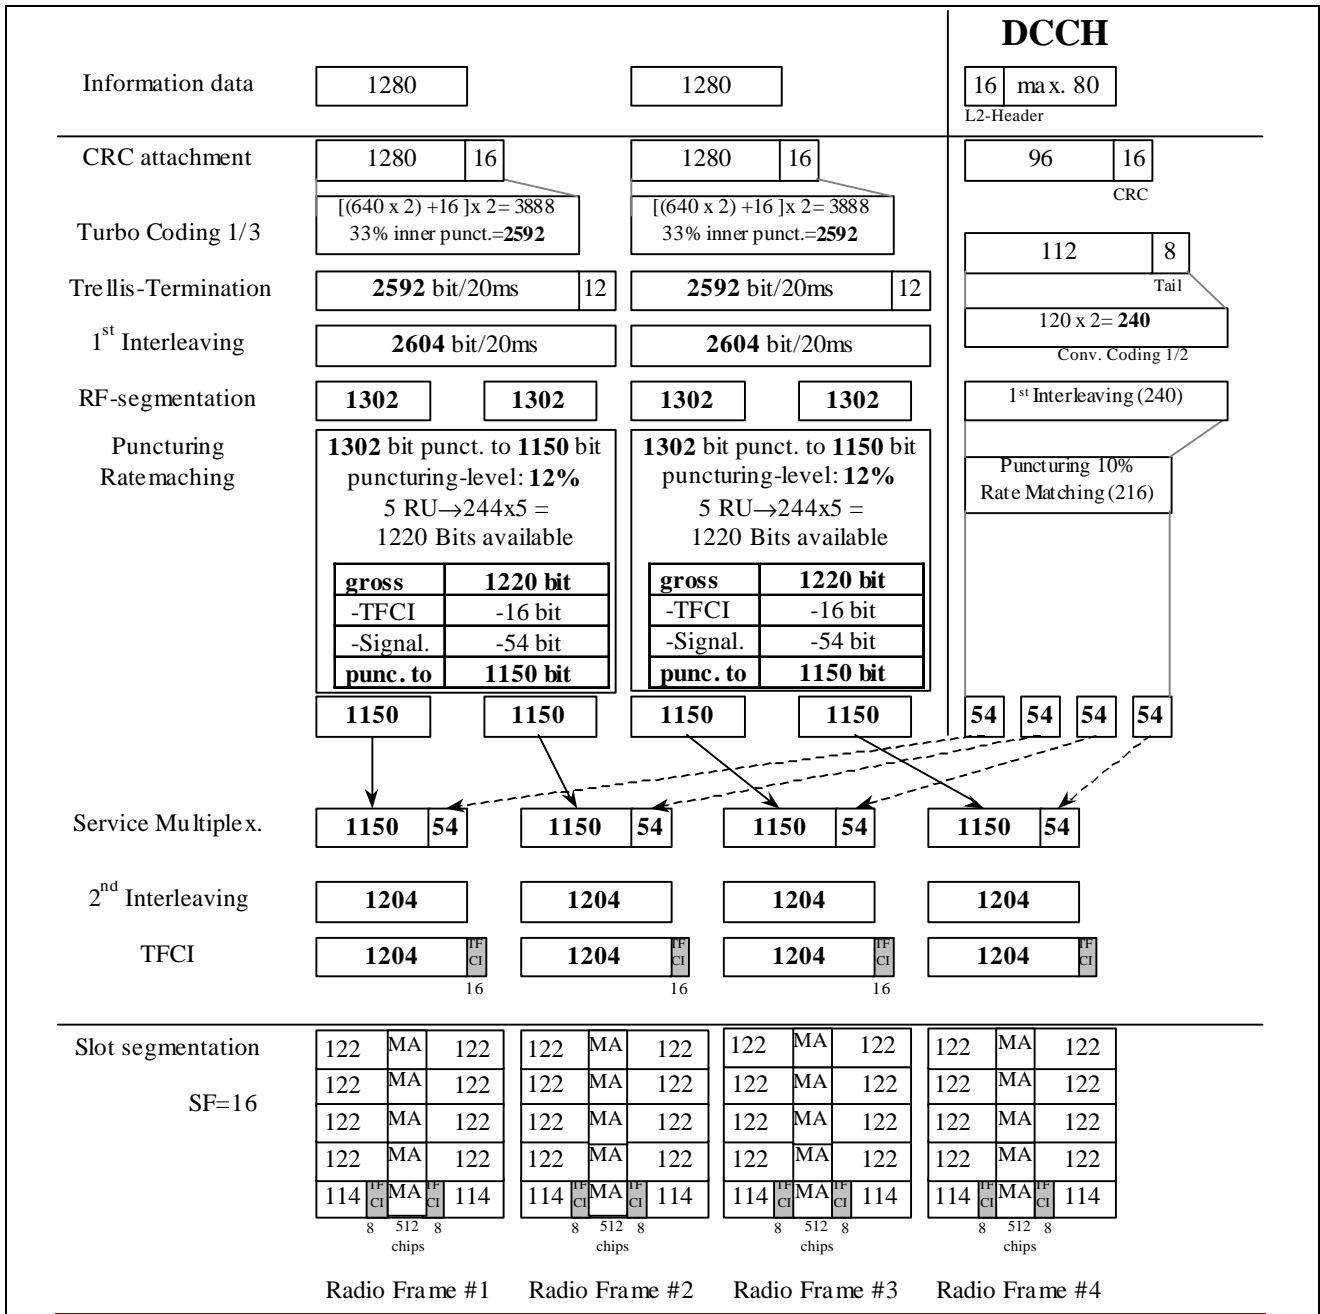 DCCH
Information data 1280 1280 16 max. 80
L2-Header
CRC attachment 1280 16 1280 16 96 16
CRC
[(640 x 2) +16 ]x 2= 3888 [(640 x 2) +16 ]x 2= 3888
Turbo Coding 1/3 33% inner punct.=2592 33% inner punct.=2592 112 8
Tail
Trellis-Termination 2592 bit/20ms 12 2592 bit/20ms 12
120 x 2= 240
1st Interleaving 2604 bit/20ms 2604 bit/20ms
Conv. Coding 1/2
RF-segmentation 1302 1302 1302 1302 1st Interleaving (240)
Puncturing 1302 bit punct. to 1150 bit 1302 bit punct. to 1150 bit Puncturing 10%
Ratemaching puncturing-level: 12% puncturing-level: 12% Rate Matching (216)
5 RU→244x5 = 5 RU→244x5 =
1220 Bits available 1220 Bits available
gross 1220 bit gross 1220 bit
-TFCI -16 bit -TFCI -16 bit
-Signal. -54 bit -Signal. -54 bit
punc. to 1150 bit punc. to 1150 bit
1150 1150 1150 1150 54 54 54 54
Service Multiplex. 1150 54 1150 54 1150 54 1150 54
2nd Interleaving 1204 1204 1204 1204
TFCI 1204 TF CI 1204 TF CI 1204 TF CI 1204 TF CI
16 16 16
Slot segmentation 122 MA 122 122 MA 122 122 MA 122 122 MA 122
SF=16 122 MA 122 122 MA 122 122 MA 122 122 MA 122
122 MA 122 122 MA 122 122 MA 122 122 MA 122
122 MA 122 122 MA 122 122 MA 122 122 MA 122
114 TF CI MA TF CI 114 114 TF CI MA TF CI 114 114 TF CI MA TF CI 114 114 TF CI MA TF CI 114
8 512 8 8 512 8 8 512 8 8 512 8
chips chips chips chips
Radio Frame #1 Radio Frame #2 Radio Frame #3 Radio Frame #4